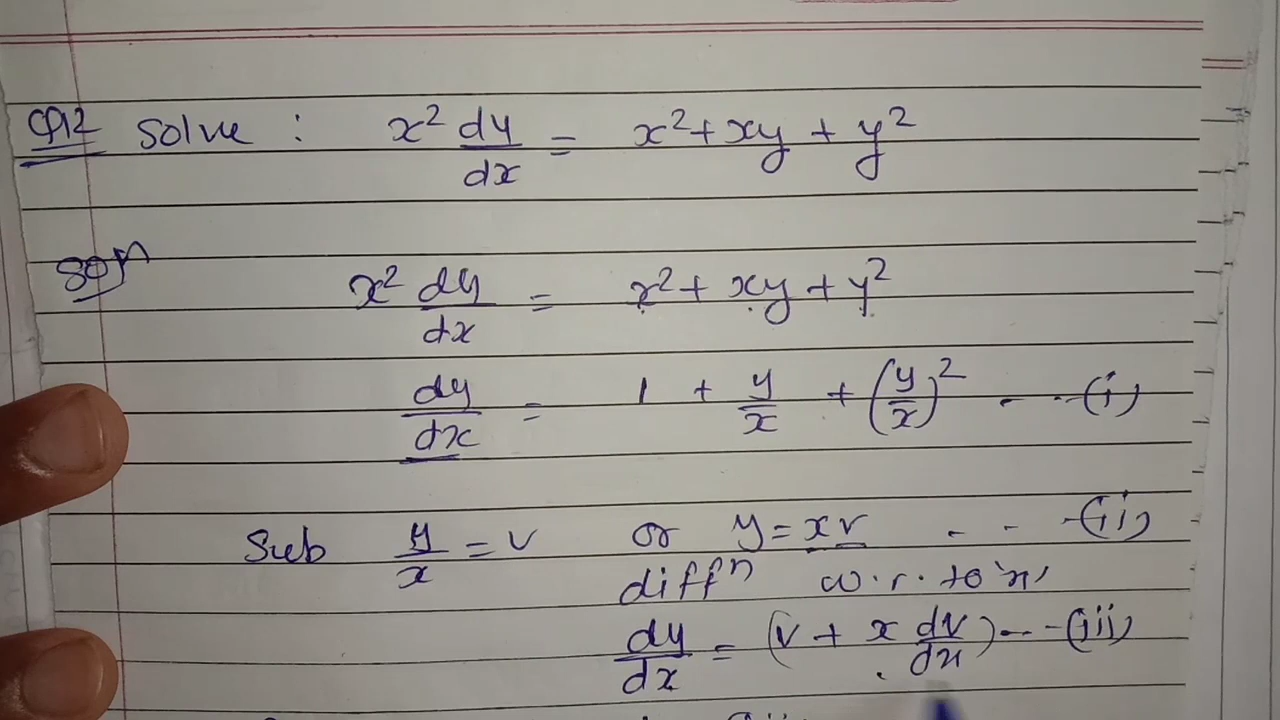 Q12 Solve : x² dy/dx = x² + xy + y²
Solⁿ
x² dy/dx = x² + xy + y²
dy/dx = 1 + y/x + (y/x)² - - - (i)
Sub y/x = v or y = xv - - - (ii)
diffⁿ w.r.to 'x'
dy/dx = (v + x dv/dx) - - - (iii)